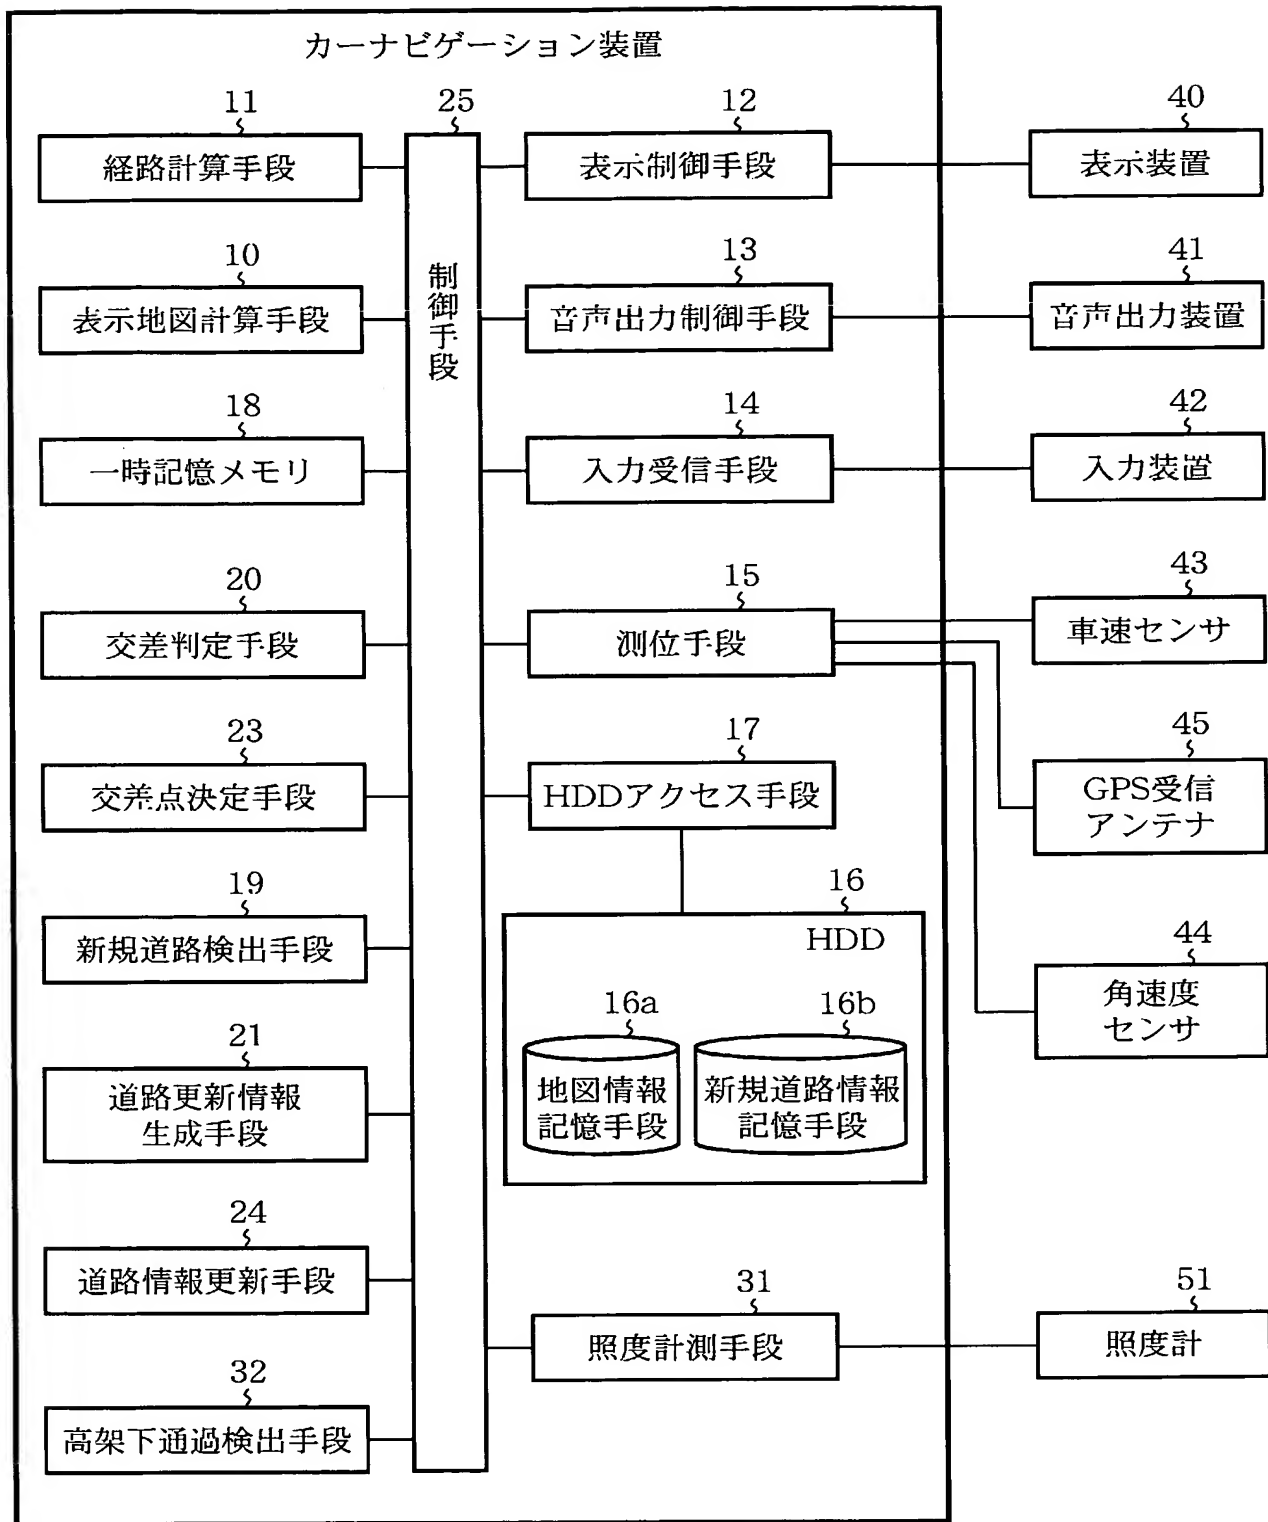 カーナビゲーション装置
11
25
12
40
経路計算手段
表示制御手段
表示装置
10
13
41
表示地図計算手段
制御手段
音声出力制御手段
音声出力装置
18
14
42
一時記憶メモリ
入力受信手段
入力装置
20
15
43
交差判定手段
測位手段
車速センサ
23
17
45
交差点決定手段
HDDアクセス手段
GPS受信
アンテナ
19
16
新規道路検出手段
HDD
44
角速度
センサ
16a
16b
地図情報
記憶手段
新規道路情報
記憶手段
21
道路更新情報
生成手段
24
道路情報更新手段
31
51
照度計測手段
照度計
32
高架下通過検出手段